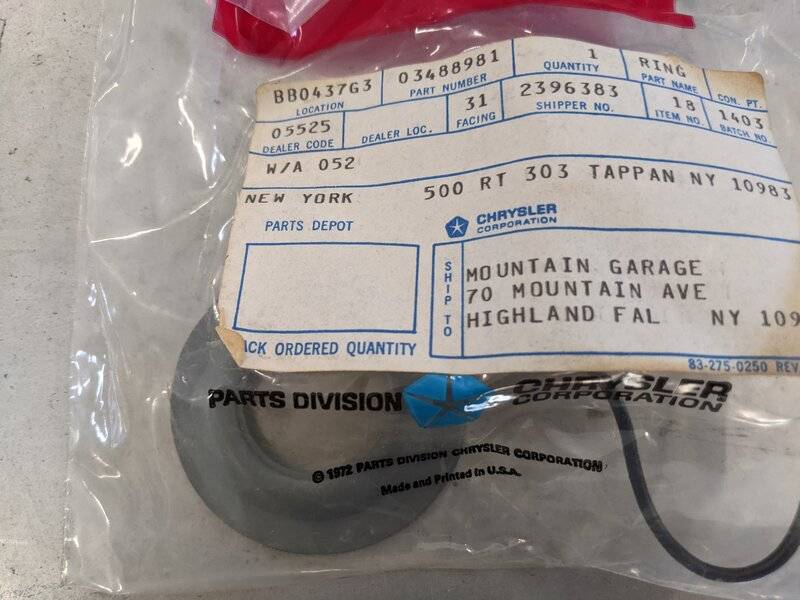 BB0437G3 03488981 1 RING
LOCATION PART NUMBER QUANTITY PART NAME CON. PT.
05525 31 2396383 18 1403
DEALER CODE DEALER LOC. FACING SHIPPER NO. ITEM NO. BATCH NO.
W/A 052
NEW YORK 500 RT 303 TAPPAN NY 10983
PARTS DEPOT
CHRYSLER
CORPORATION
SHIP TO
MOUNTAIN GARAGE
70 MOUNTAIN AVE
HIGHLAND FAL NY 109
ORDERED QUANTITY
83-275-0250 REV.
PARTS DIVISION CHRYSLER
CORPORATION
© 1972 PARTS DIVISION CHRYSLER CORPORATION
Made and Printed in U.S.A.